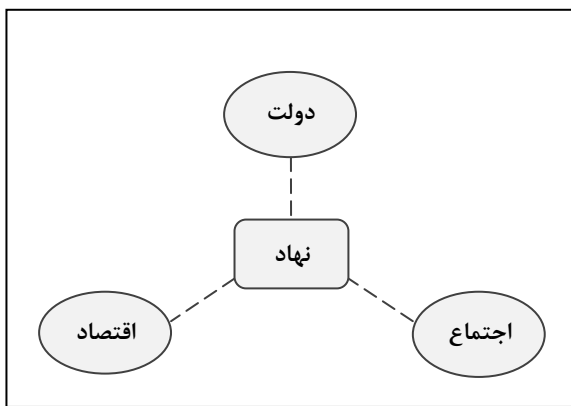 دولت
نهاد
اجتماع
اقتصاد